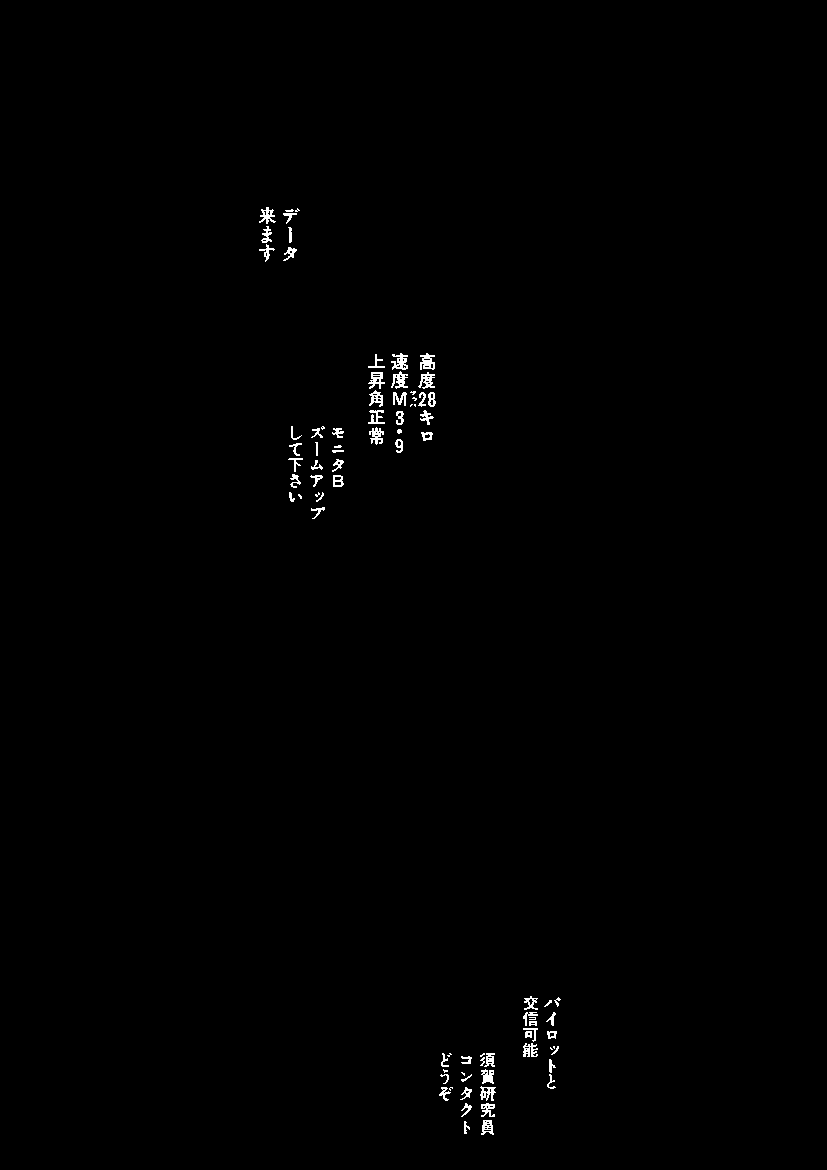 データ
来ます
高度28キロ
速度M3・9
上昇角正常
モニタB
ズームアップ
して下さい
パイロットと
交信可能
須賀研究員
コンタクト
どうぞ